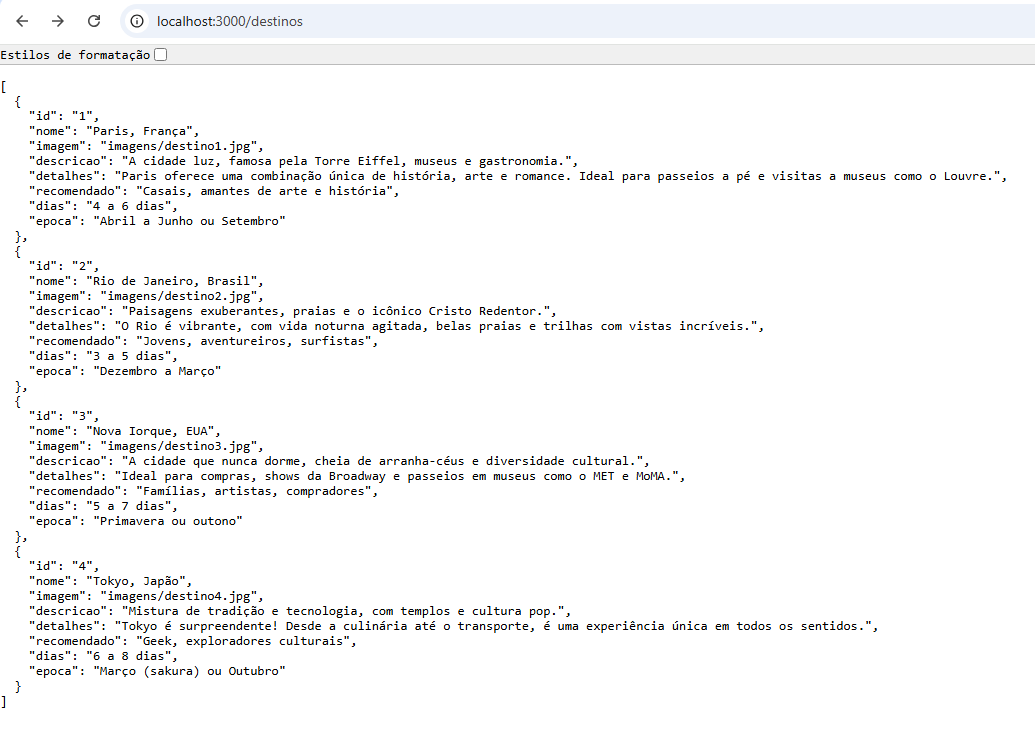 localhost:3000/destinos
Estilos de formatação
[
  {
    "id": "1",
    "nome": "Paris, França",
    "imagem": "imagens/destino1.jpg",
    "descricao": "A cidade luz, famosa pela Torre Eiffel, museus e gastronomia.",
    "detalhes": "Paris oferece uma combinação única de história, arte e romance. Ideal para passeios a pé e visitas a museus como o Louvre.",
    "recomendado": "Casais, amantes de arte e história",
    "dias": "4 a 6 dias",
    "epoca": "Abril a Junho ou Setembro"
  },
  {
    "id": "2",
    "nome": "Rio de Janeiro, Brasil",
    "imagem": "imagens/destino2.jpg",
    "descricao": "Paisagens exuberantes, praias e o icônico Cristo Redentor.",
    "detalhes": "O Rio é vibrante, com vida noturna agitada, belas praias e trilhas com vistas incríveis.",
    "recomendado": "Jovens, aventureiros, surfistas",
    "dias": "3 a 5 dias",
    "epoca": "Dezembro a Março"
  },
  {
    "id": "3",
    "nome": "Nova Iorque, EUA",
    "imagem": "imagens/destino3.jpg",
    "descricao": "A cidade que nunca dorme, cheia de arranha-céus e diversidade cultural.",
    "detalhes": "Ideal para compras, shows da Broadway e passeios em museus como o MET e MoMA.",
    "recomendado": "Famílias, artistas, compradores",
    "dias": "5 a 7 dias",
    "epoca": "Primavera ou outono"
  },
  {
    "id": "4",
    "nome": "Tokyo, Japão",
    "imagem": "imagens/destino4.jpg",
    "descricao": "Mistura de tradição e tecnologia, com templos e cultura pop.",
    "detalhes": "Tokyo é surpreendente! Desde a culinária até o transporte, é uma experiência única em todos os sentidos.",
    "recomendado": "Geek, exploradores culturais",
    "dias": "6 a 8 dias",
    "epoca": "Março (sakura) ou Outubro"
  }
]